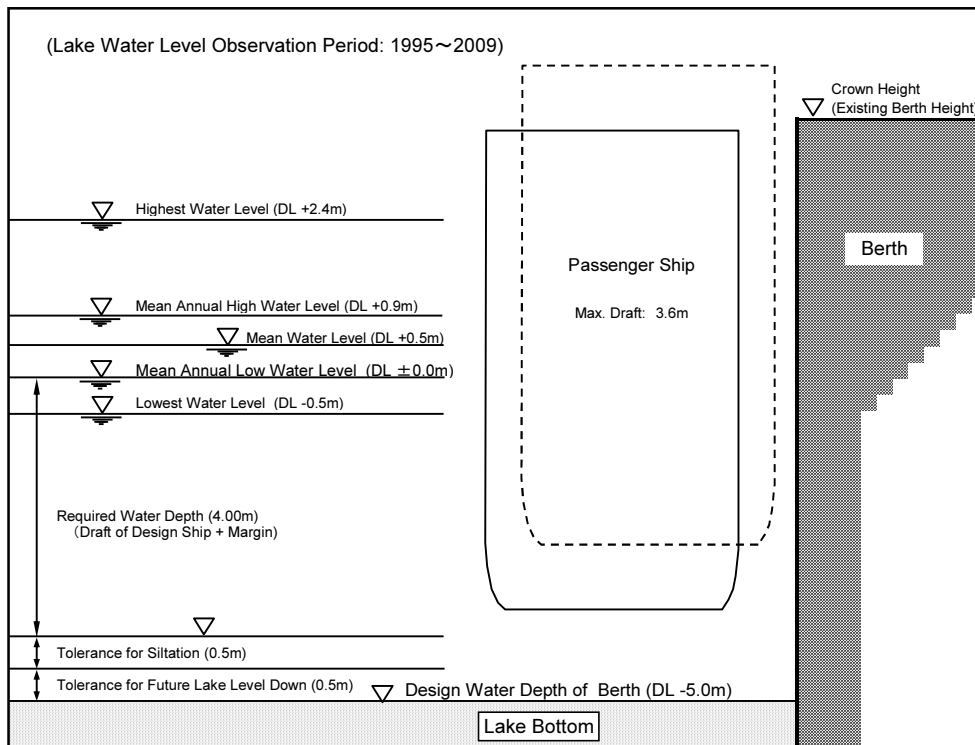 (Lake Water Level Observation Period: 1995～2009)
Crown Height
(Existing Berth Height)
Highest Water Level (DL +2.4m)
Berth
Passenger Ship
Max. Draft: 3.6m
Mean Annual High Water Level (DL +0.9m)
Mean Water Level (DL +0.5m)
Mean Annual Low Water Level (DL ±0.0m)
Lowest Water Level (DL -0.5m)
Required Water Depth (4.00m)
（Draft of Design Ship + Margin)
Tolerance for Siltation (0.5m)
Tolerance for Future Lake Level Down (0.5m)
Design Water Depth of Berth (DL -5.0m)
Lake Bottom